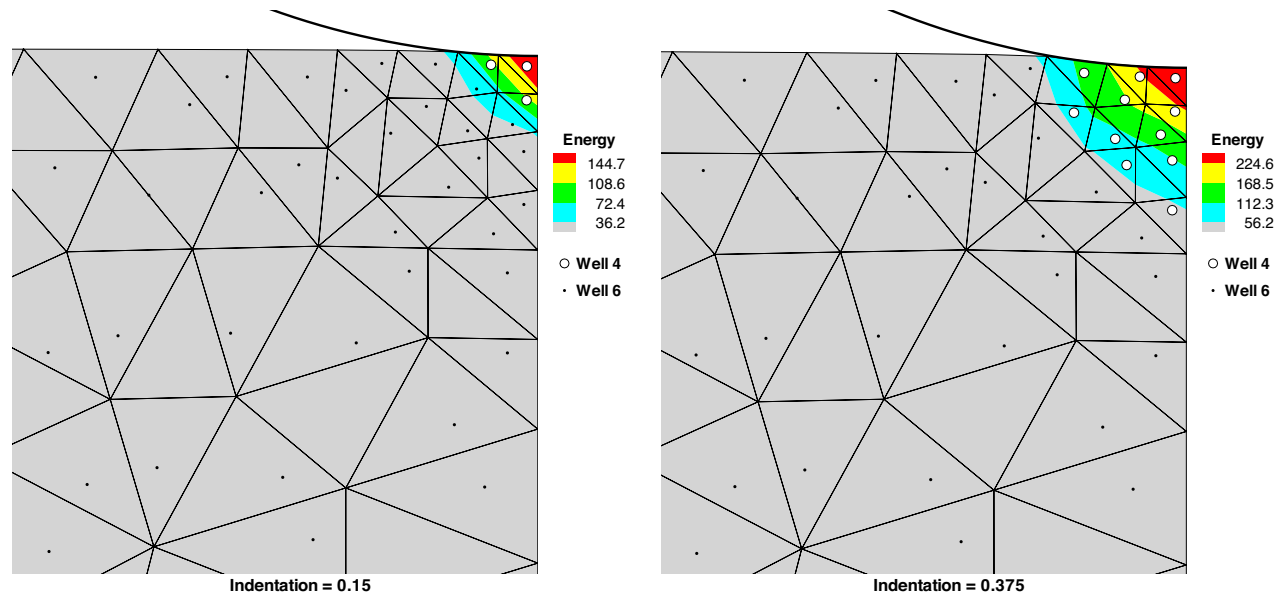 Energy
144.7
108.6
72.4
36.2
Well 4
Well 6
Indentation = 0.15
Energy
224.6
168.5
112.3
56.2
Well 4
Well 6
Indentation = 0.375